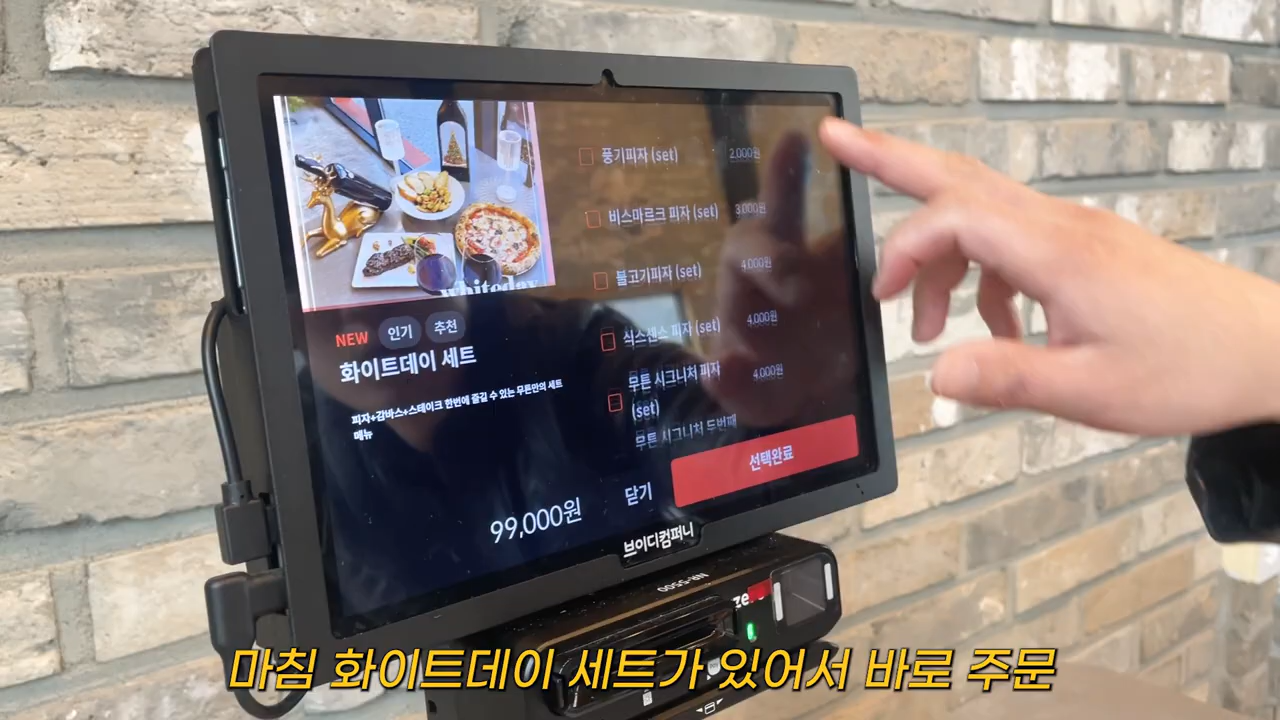 풍기피자 (set) 2,000원
비스마르크 피자 (set) 3,000원
불고기피자 (set) 4,000원
식스센스 피자 (set) 4,000원
무튼 시그니처 피자 (set) 4,000원
무튼 시그니처 두번째
whiteday
NEW 인기 추천
화이트데이 세트
피자+감바스+스테이크 한번에 즐길 수 있는 무튼만의 세트
메뉴
99,000원
닫기
선택완료
브이디컴퍼니
NR-5500
마침 화이트데이 세트가 있어서 바로 주문